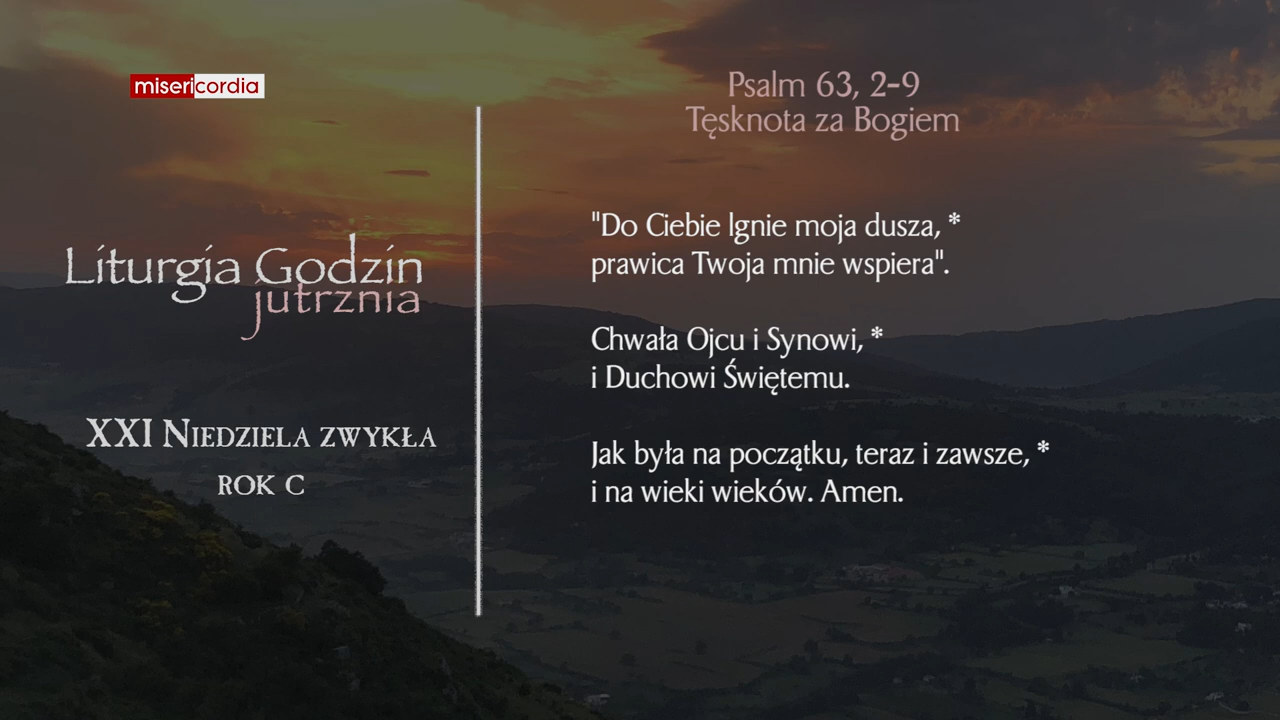 misericordia
Liturgia Godzin
jutrznia
XXI Niedziela zwykła
rok C
Psalm 63, 2-9
Tęsknota za Bogiem
"Do Ciebie lgnie moja dusza, *
prawica Twoja mnie wspiera".
Chwała Ojcu i Synowi, *
i Duchowi Świętemu.
Jak była na początku, teraz i zawsze, *
i na wieki wieków. Amen.